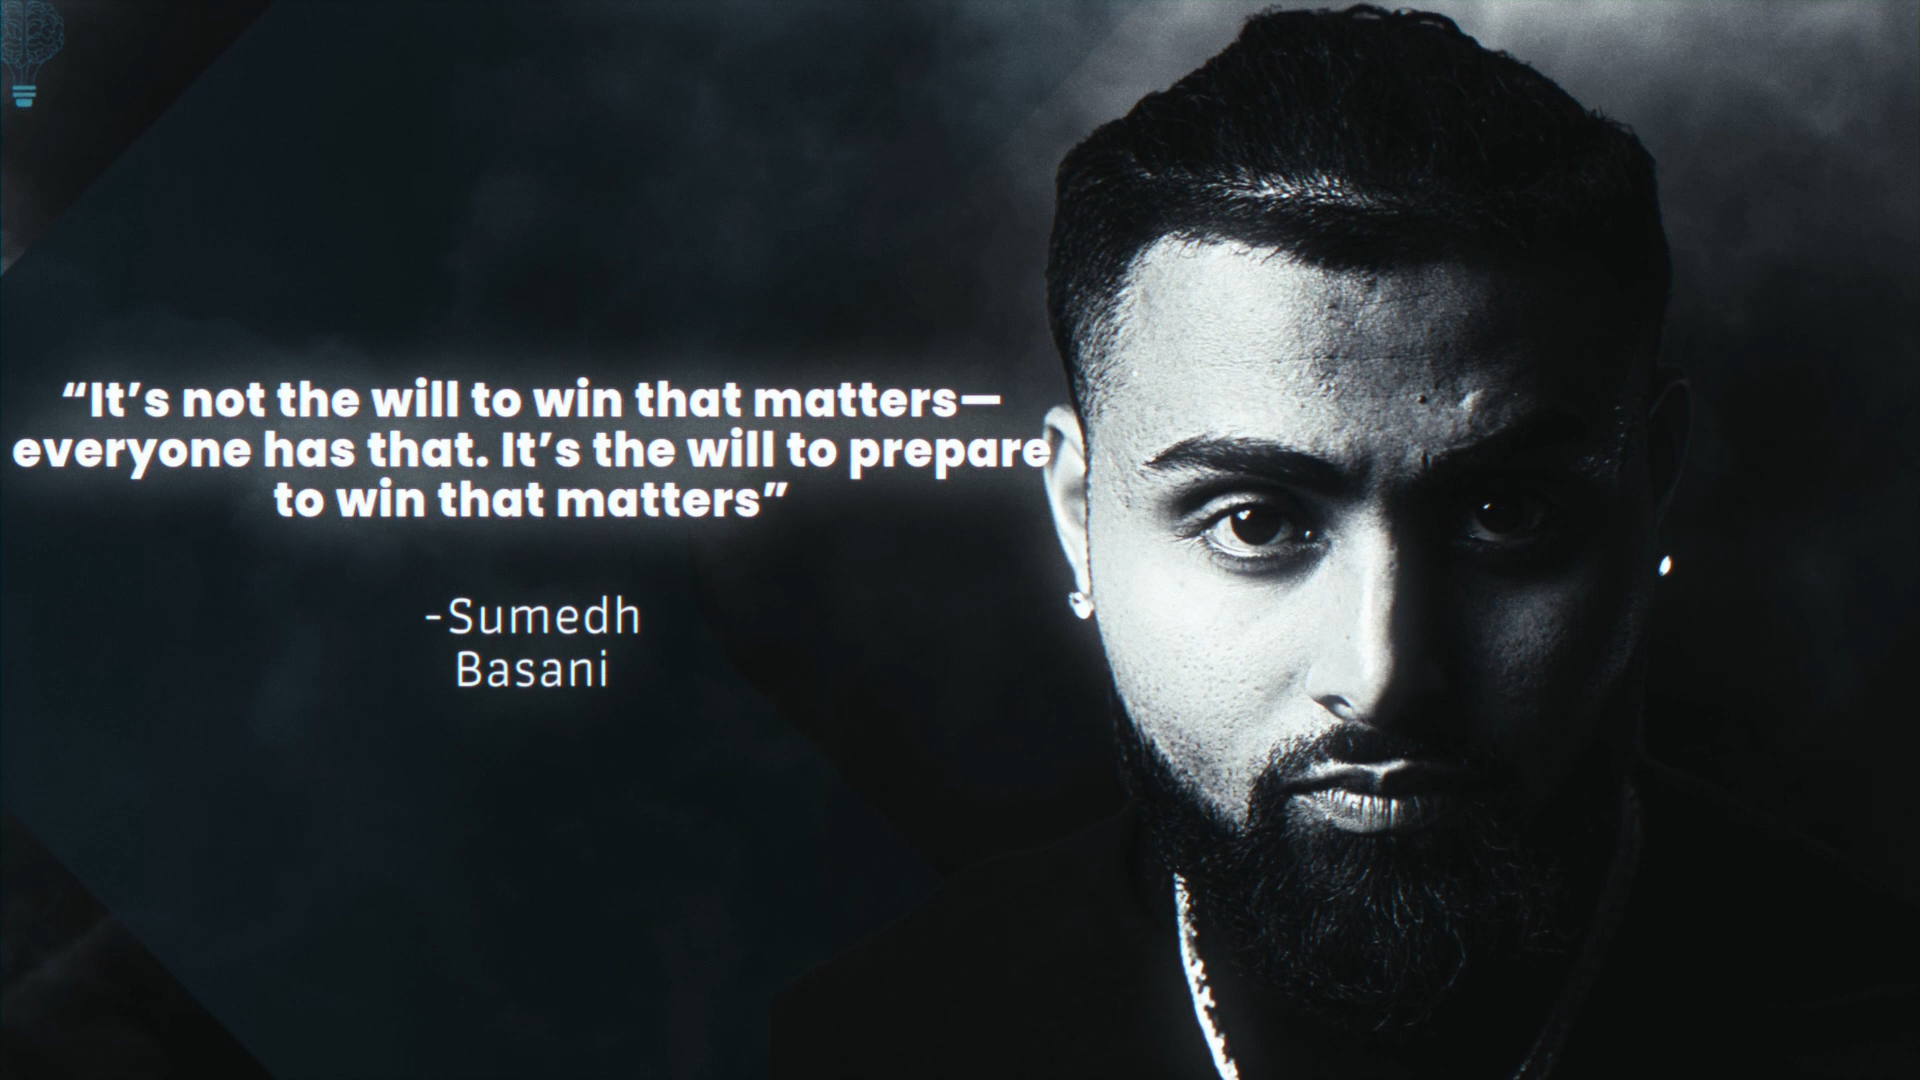 “It’s not the will to win that matters—
everyone has that. It’s the will to prepare
to win that matters”
-Sumedh
Basani